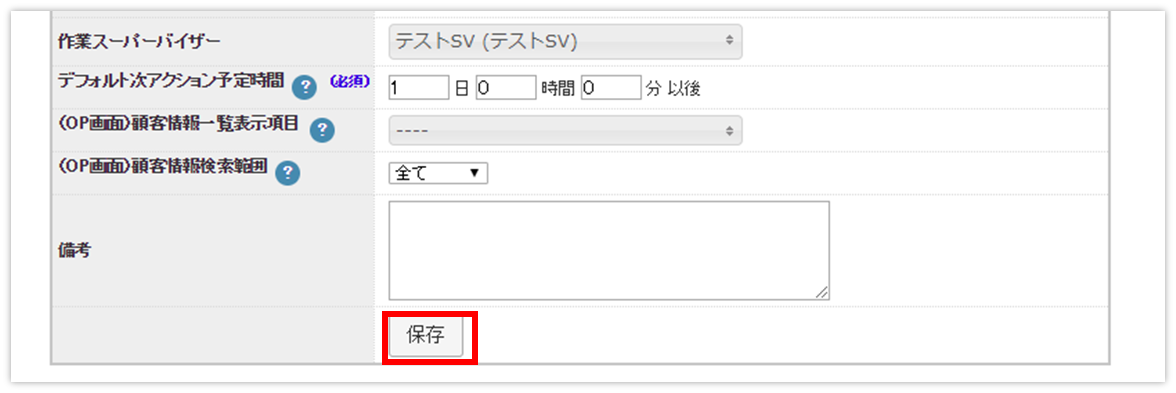 作業スーパーバイザー テストSV (テストSV)
デフォルト次アクション予定時間 ? (必須) 1 日 0 時間 0 分 以後
(OP画面)顧客情報一覧表示項目 ? ----
(OP画面)顧客情報検索範囲 ? 全て
備考
保存